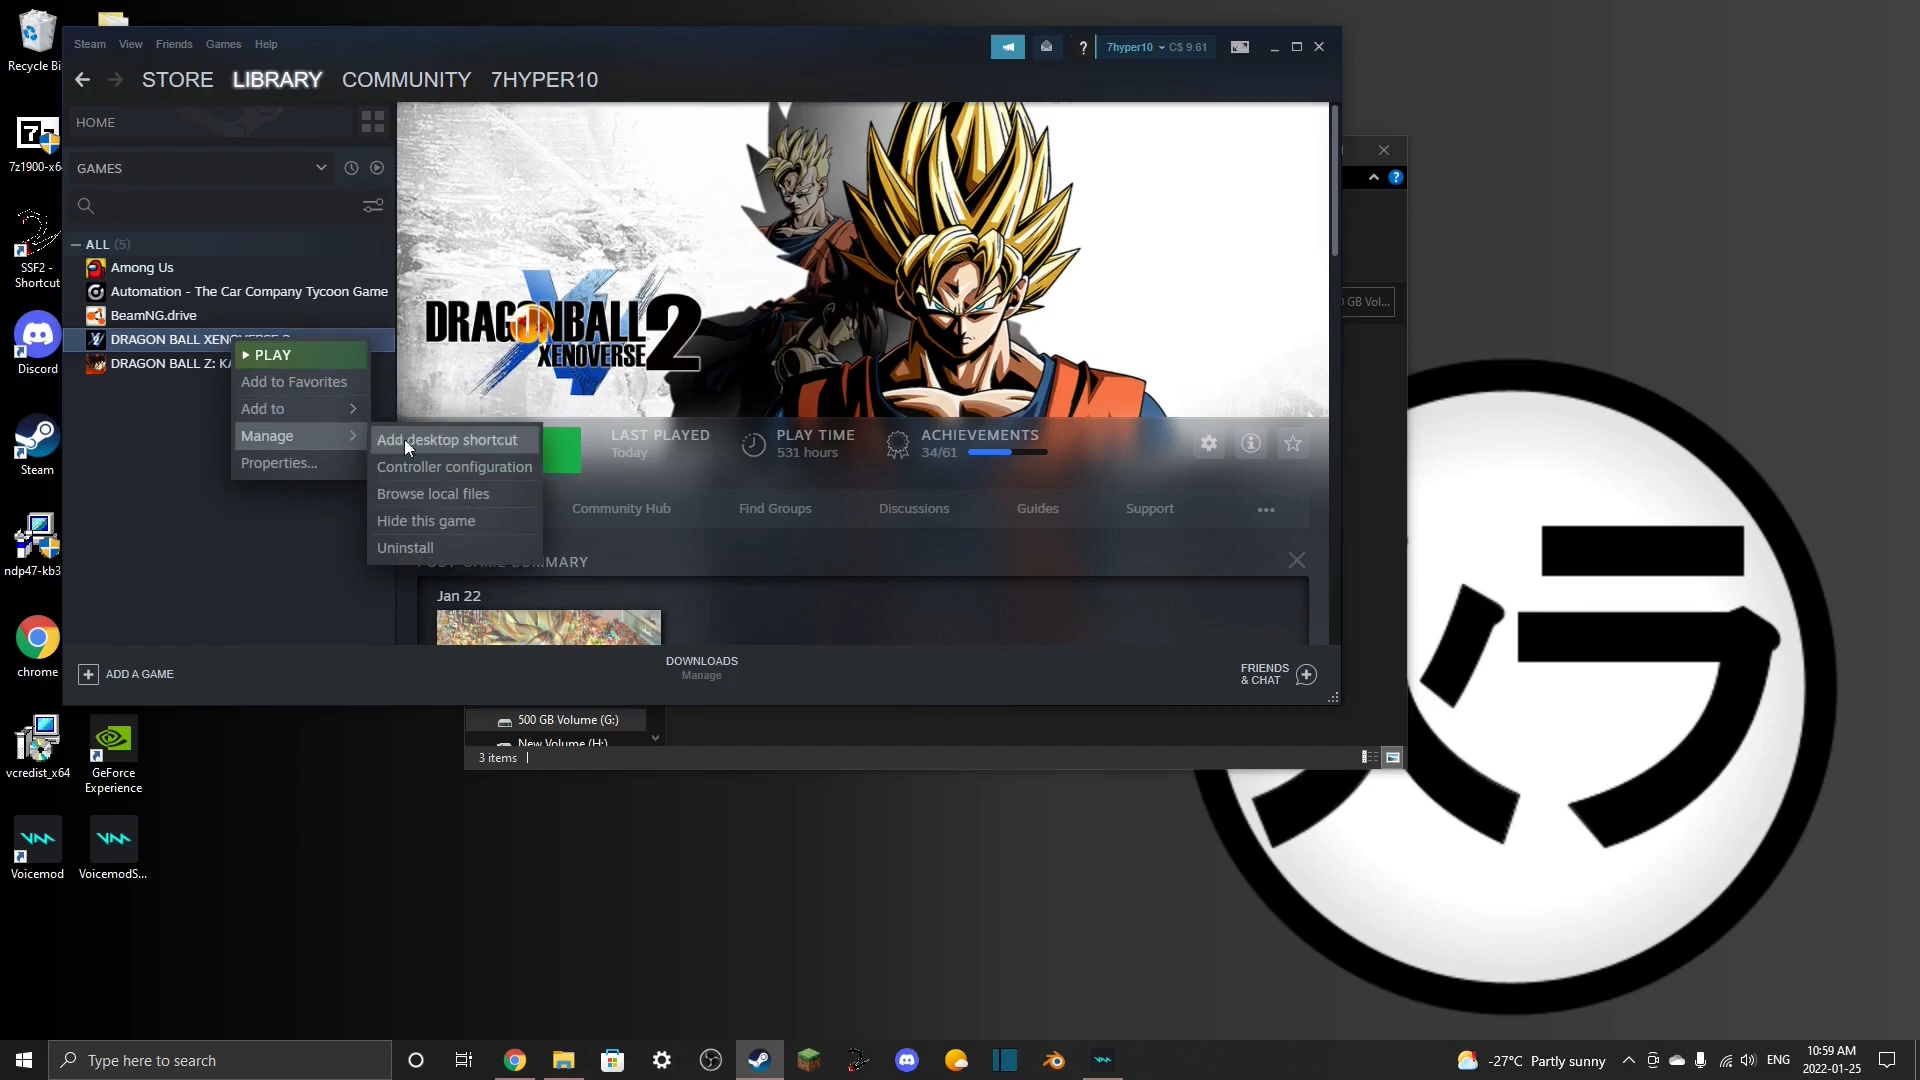 Recycle Bi
7z1900-x6
SSF2 -
Shortcut
Discord
Steam
ndp47-kb3
chrome
vcredist_x64
GeForce
Experience
Voicemod
VoicemodS...
Steam View Friends Games Help
? 7hyper10 C$ 9.61
STORE LIBRARY COMMUNITY 7HYPER10
HOME
GAMES
ALL (5)
Among Us
Automation - The Car Company Tycoon Game
BeamNG.drive
DRAGON BALL XENOVERSE 2
DRAGON BALL Z: KA
PLAY
Add to Favorites
Add to
Manage
Properties...
Add desktop shortcut
Controller configuration
Browse local files
Hide this game
Uninstall
DRAGON BALL
XENOVERSE 2
LAST PLAYED
Today
PLAY TIME
531 hours
ACHIEVEMENTS
34/61
Community Hub Find Groups Discussions Guides Support
Jan 22
ADD A GAME
DOWNLOADS
Manage
FRIENDS
& CHAT
GB Vol...
500 GB Volume (G:)
New Volume (H:)
3 items
Type here to search
-27°C Partly sunny
ENG
10:59 AM
2022-01-25